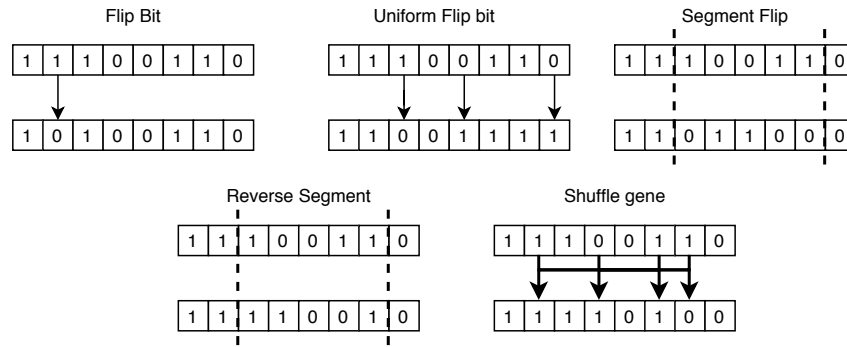 Flip Bit
Uniform Flip bit
Segment Flip
1 1 1 0 0 1 1 0
1 1 1 0 0 1 1 0
1 1 1 0 0 1 1 0
1 0 1 0 0 1 1 0
1 1 0 0 1 1 1 1
1 1 0 1 1 0 0 0
Reverse Segment
Shuffle gene
1 1 1 0 0 1 1 0
1 1 1 0 0 1 1 0
1 1 1 1 0 0 1 0
1 1 1 1 0 1 0 0